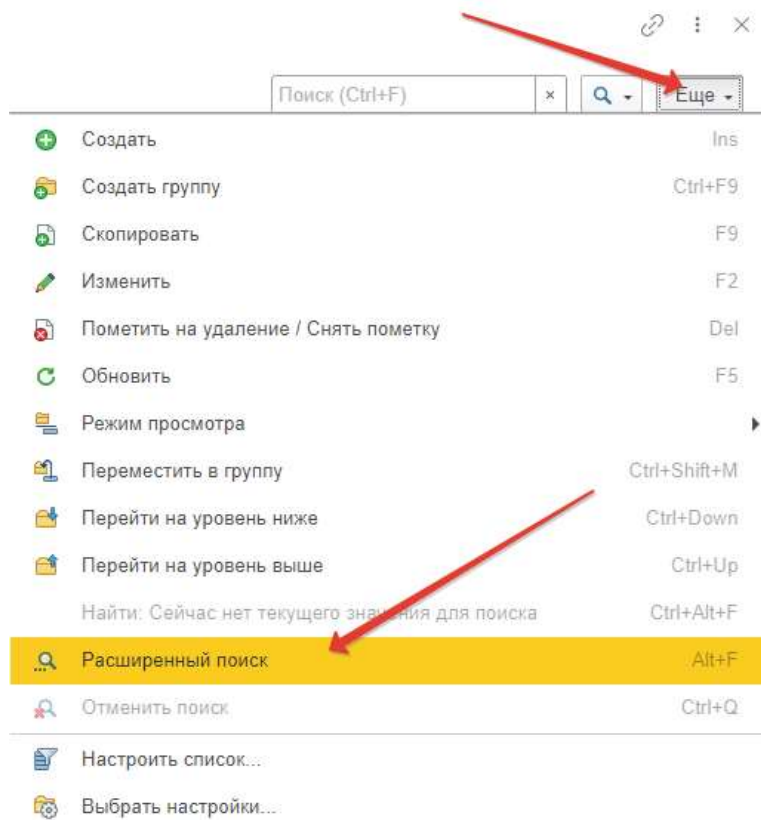 Поиск (Ctrl+F) × Еще
Создать Ins
Создать группу Ctrl+F9
Скопировать F9
Изменить F2
Пометить на удаление / Снять пометку Del
Обновить F5
Режим просмотра
Переместить в группу Ctrl+Shift+M
Перейти на уровень ниже Ctrl+Down
Перейти на уровень выше Ctrl+Up
Найти: Сейчас нет текущего значения для поиска Ctrl+Alt+F
Расширенный поиск Alt+F
Отменить поиск Ctrl+Q
Настроить список...
Выбрать настройки...